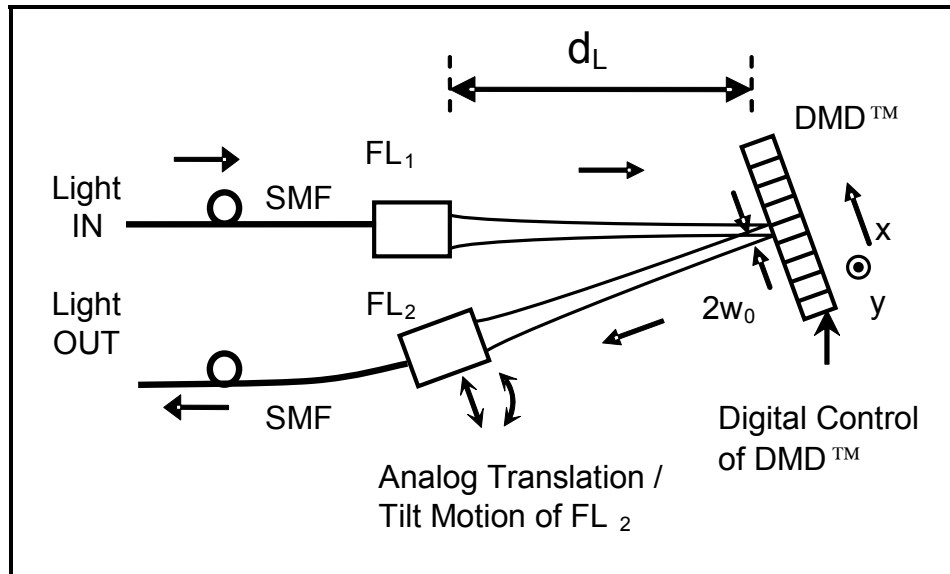 d_L
DMD™
FL₁
Light
IN
SMF
x
y
Light
OUT
FL₂
2w₀
SMF
Digital Control
of DMD™
Analog Translation /
Tilt Motion of FL ₂